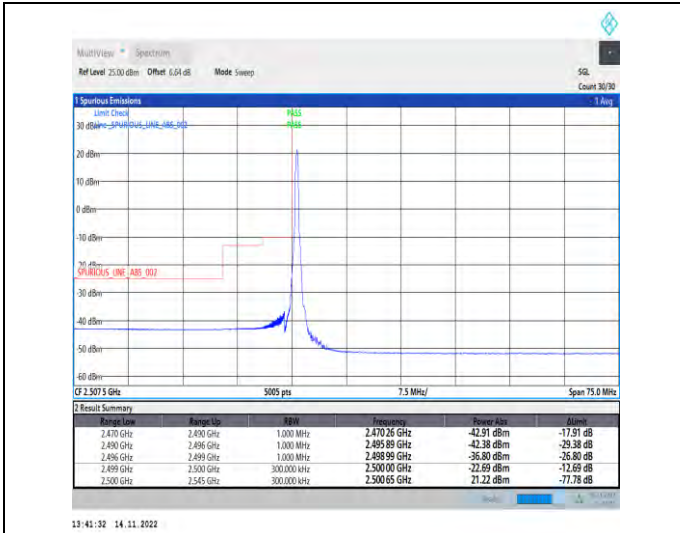 MultiView Spectrum
Ref Level 25.00 dBm Offset 6.64 dB Mode Sweep SGL
Count 30/30
1 Spurious Emissions 1 Avg
Limit Check PASS
30 dBm Line _SPURIOUS_LINE_ABS_002 PASS
20 dBm
10 dBm
0 dBm
-10 dBm
-20 dBm
SPURIOUS_LINE_ABS_002
-30 dBm
-40 dBm
-50 dBm
-60 dBm
CF 2.507 5 GHz 5005 pts 7.5 MHz/ Span 75.0 MHz
2 Result Summary
Range Low Range Up RBW Frequency Power Abs ΔLimit
2.470 GHz 2.490 GHz 1.000 MHz 2.470 26 GHz -42.91 dBm -17.91 dB
2.490 GHz 2.496 GHz 1.000 MHz 2.495 89 GHz -42.38 dBm -29.38 dB
2.496 GHz 2.499 GHz 1.000 MHz 2.498 99 GHz -36.80 dBm -26.80 dB
2.499 GHz 2.500 GHz 300.000 kHz 2.500 00 GHz -22.69 dBm -12.69 dB
2.500 GHz 2.545 GHz 300.000 kHz 2.500 65 GHz 21.22 dBm -77.78 dB
13:41:32 14.11.2022